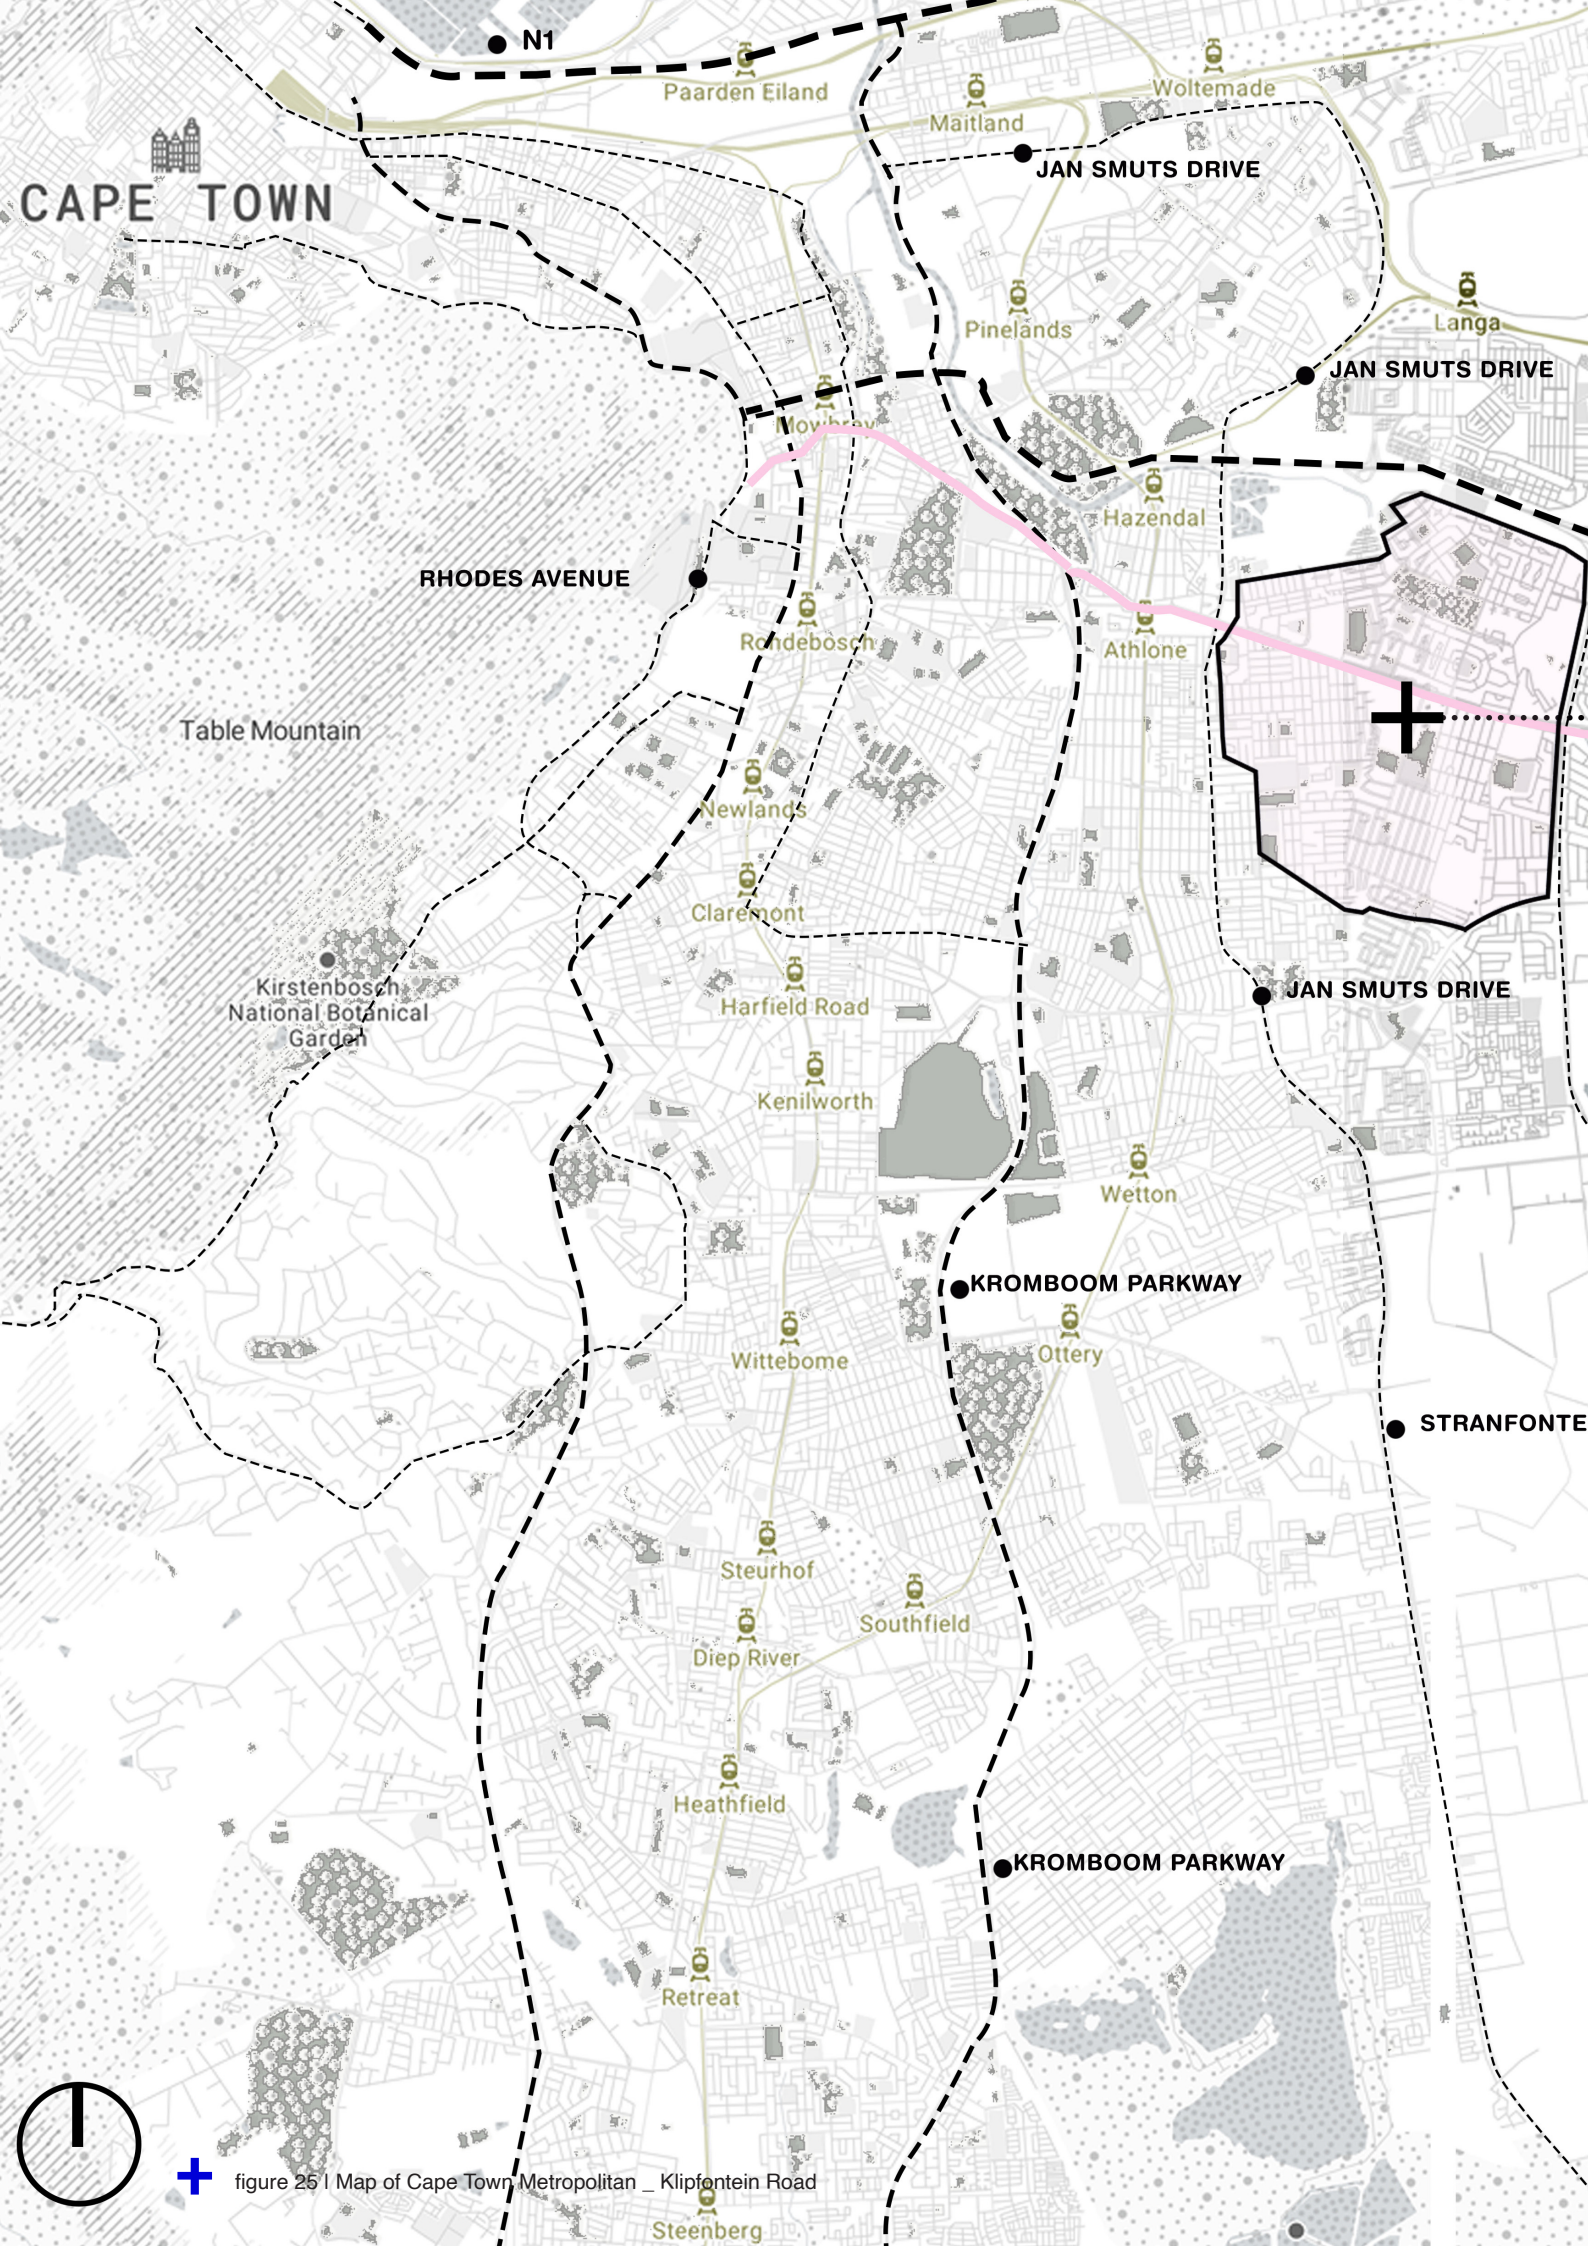 N1
Paarden Eiland
Woltemade
Maitland
JAN SMUTS DRIVE
CAPE TOWN
Pinelands
Langa
JAN SMUTS DRIVE
Mowbray
Hazendal
RHODES AVENUE
Rondebosch
Athlone
Table Mountain
Newlands
Claremont
Kirstenbosch
National Botanical
Garden
JAN SMUTS DRIVE
Harfield Road
Kenilworth
Wetton
KROMBOOM PARKWAY
Ottery
Wittebome
STRANFONTE
Steurhof
Southfield
Diep River
Heathfield
KROMBOOM PARKWAY
Retreat
figure 25 | Map of Cape Town Metropolitan _ Klipfontein Road
Steenberg